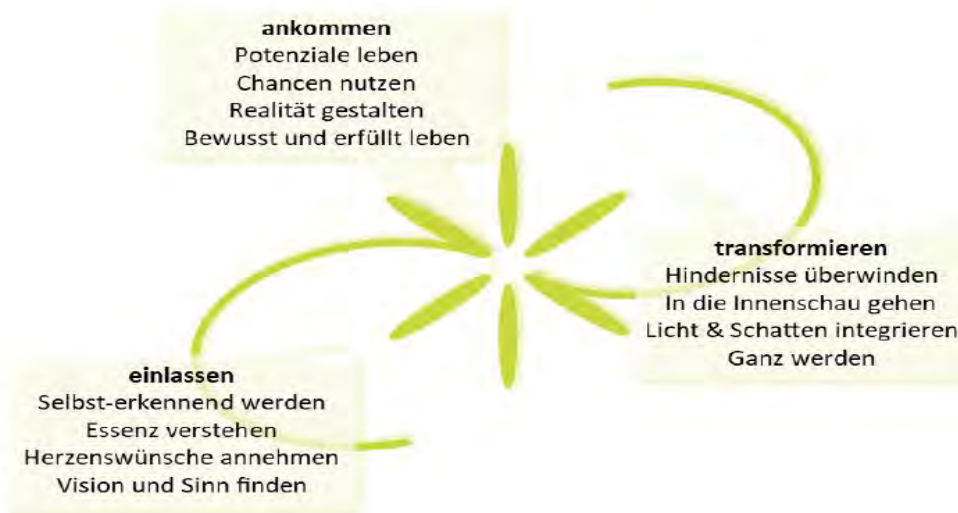 ankommen
Potenziale leben
Chancen nutzen
Realität gestalten
Bewusst und erfüllt leben
transformieren
Hindernisse überwinden
In die Innenschau gehen
Licht & Schatten integrieren
Ganz werden
einlassen
Selbst-erkennend werden
Essenz verstehen
Herzenswünsche annehmen
Vision und Sinn finden